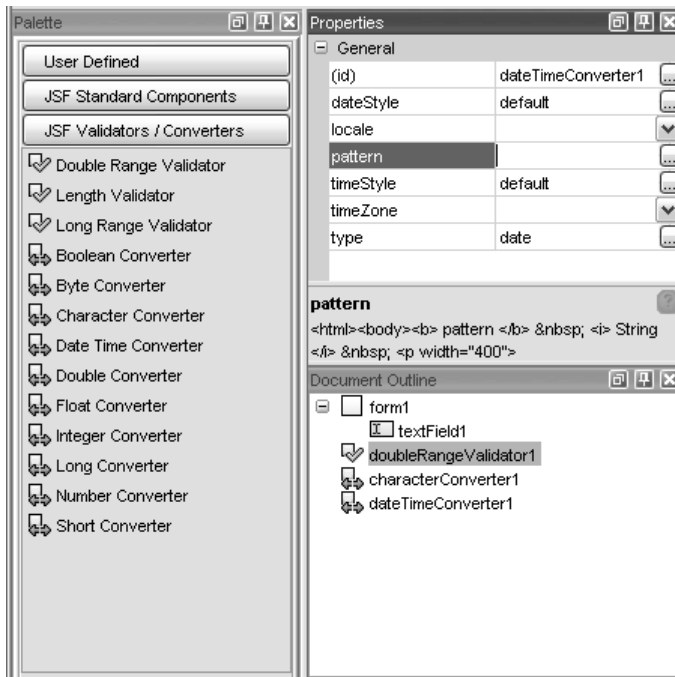 Palette
User Defined
JSF Standard Components
JSF Validators / Converters
Double Range Validator
Length Validator
Long Range Validator
Boolean Converter
Byte Converter
Character Converter
Date Time Converter
Double Converter
Float Converter
Integer Converter
Long Converter
Number Converter
Short Converter
Properties
General
(id) dateTimeConverter1 ...
dateStyle default ...
locale
pattern ...
timeStyle default ...
timeZone
type date ...
pattern ?
<html><body><b> pattern </b> &nbsp; <i> String
</i> &nbsp; <p width="400">
Document Outline
form1
textField1
doubleRangeValidator1
characterConverter1
dateTimeConverter1